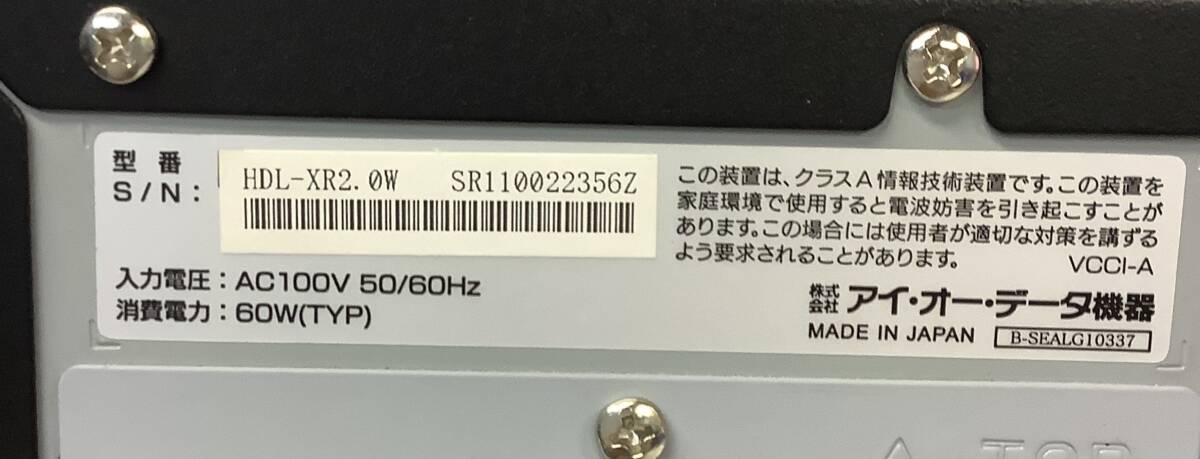 型番
S/N:
HDL-XR2.0W SR110022356Z
入力電圧:AC100V 50/60Hz
消費電力:60W(TYP)
この装置は、クラスA情報技術装置です。この装置を
家庭環境で使用すると電波妨害を引き起こすことが
あります。この場合には使用者が適切な対策を講ずる
よう要求されることがあります。 VCCI-A
株式会社 アイ・オー・データ機器
MADE IN JAPAN B-SEALG10337
△ TOP